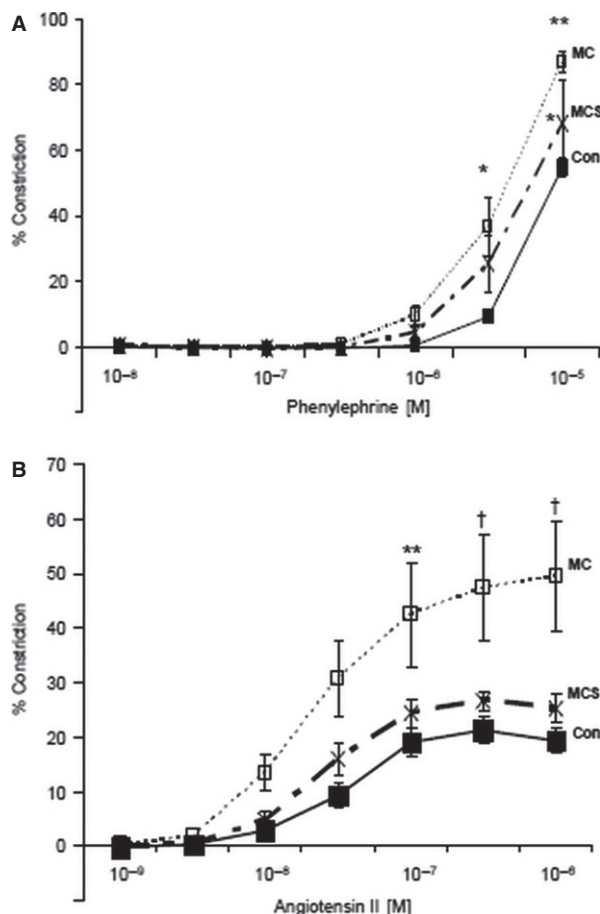 A
100
**
MC
80
*
MCS
60
Con
% Constriction
*
40
20
0
10⁻⁸
10⁻⁷
10⁻⁶
10⁻⁵
Phenylephrine [M]
B
70
60
†
†
**
MC
50
40
% Constriction
30
MCS
20
Con
10
0
10⁻⁹
10⁻⁸
10⁻⁷
10⁻⁶
Angiotensin II [M]